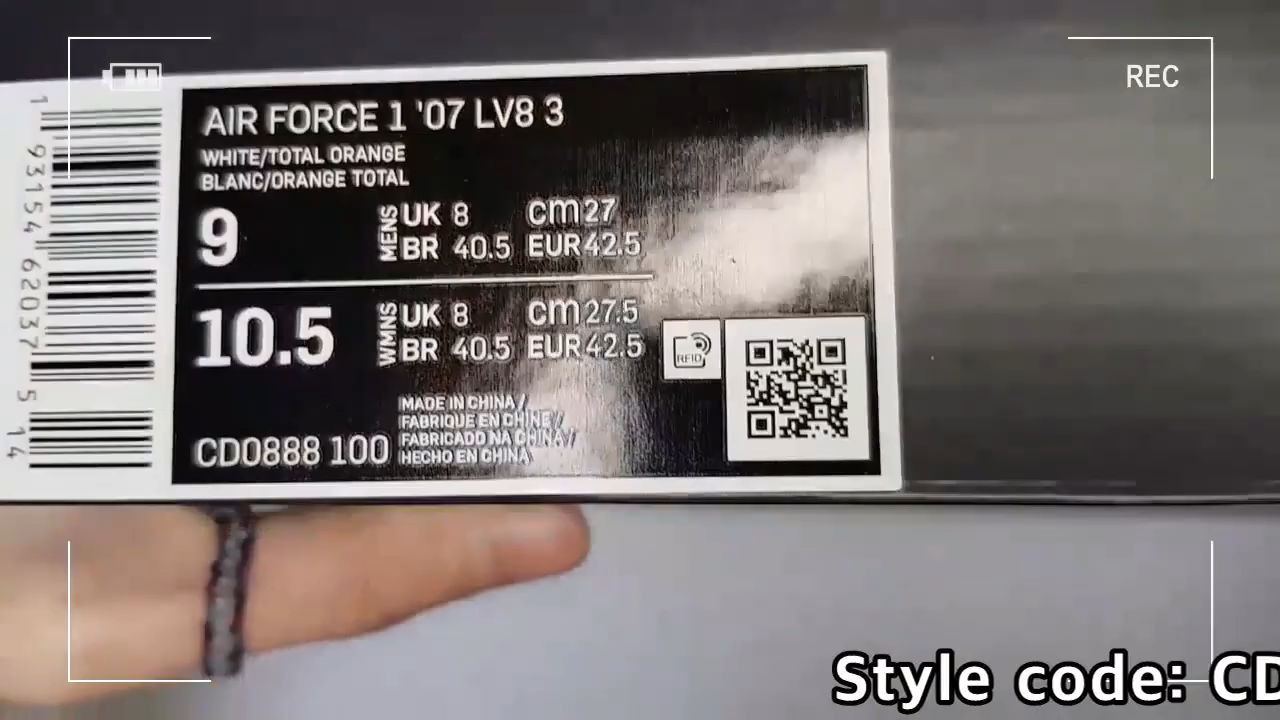 REC
AIR FORCE 1 '07 LV8 3
WHITE/TOTAL ORANGE
BLANC/ORANGE TOTAL
9 MENS UK 8 cm 27
BR 40.5 EUR 42.5
10.5 WMNS UK 8 cm 27.5
BR 40.5 EUR 42.5
RFID
MADE IN CHINA /
FABRIQUE EN CHINE /
FABRICADO NA CHINA /
HECHO EN CHINA
CD0888 100
1 93154 62037 5 14
Style code: CD